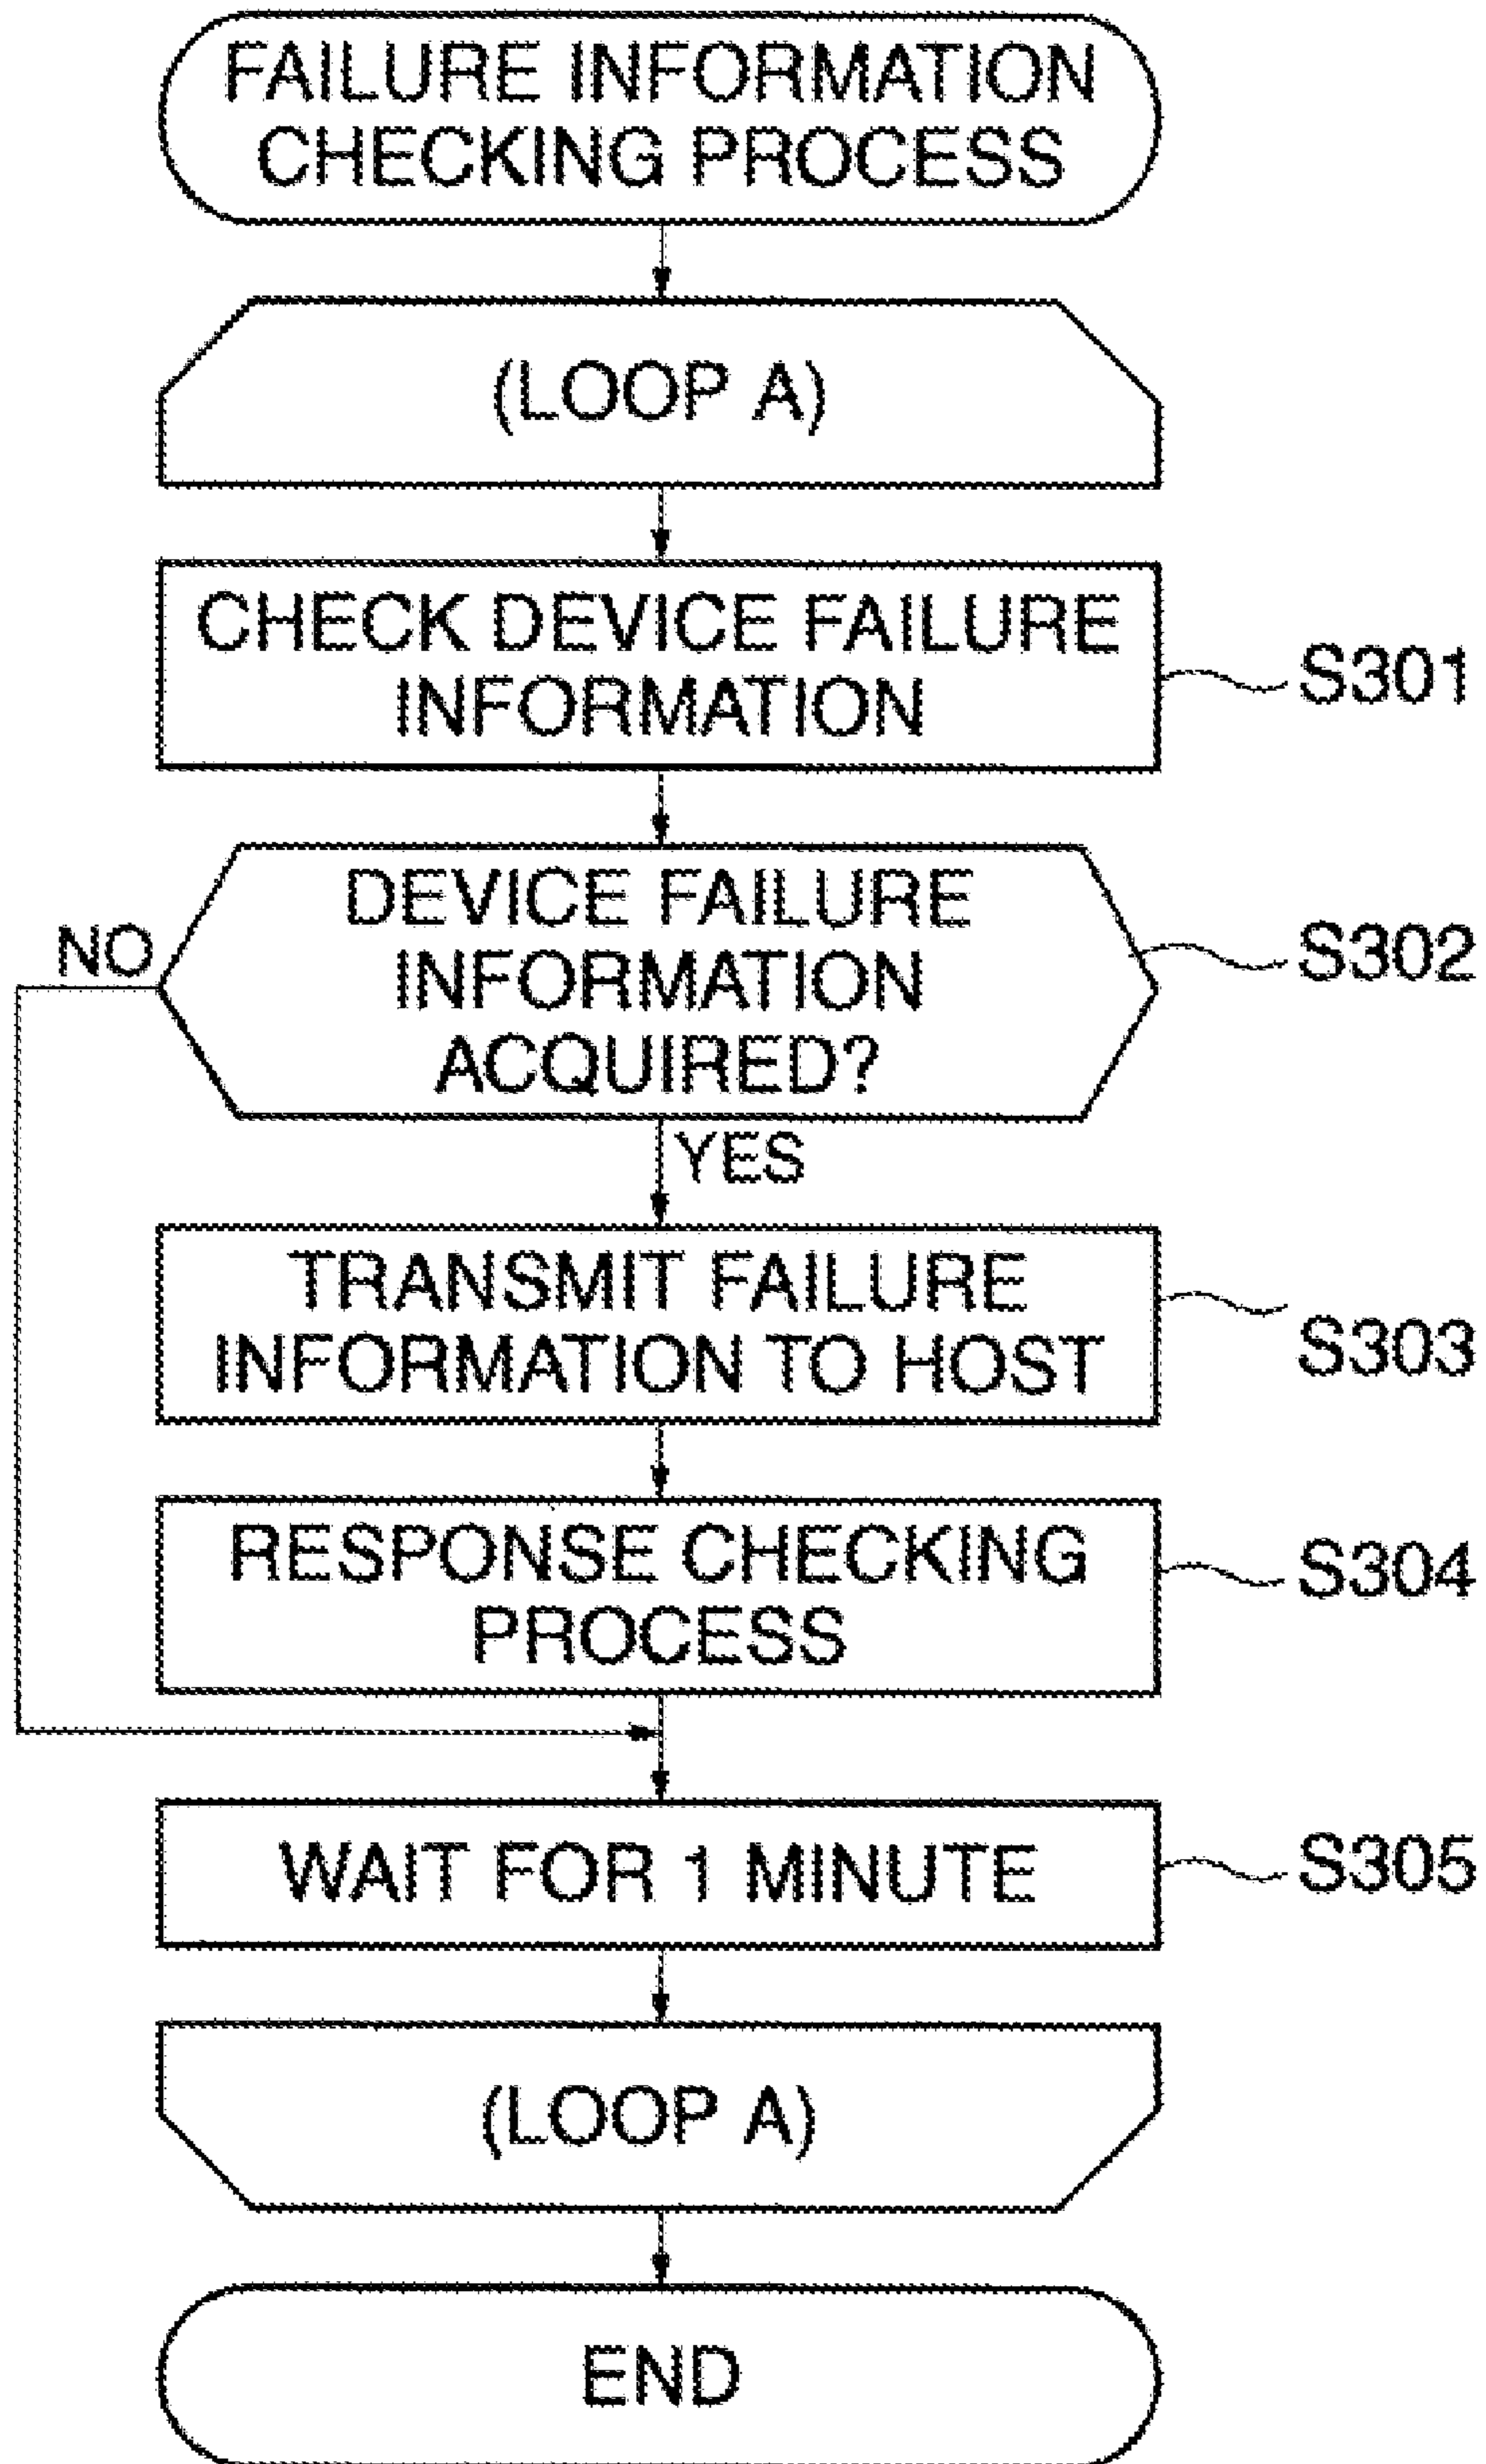 FAILURE INFORMATION
CHECKING PROCESS
(LOOP A)
CHECK DEVICE FAILURE
INFORMATION
S301
DEVICE FAILURE
INFORMATION
ACQUIRED?
S302
NO
YES
TRANSMIT FAILURE
INFORMATION TO HOST
S303
RESPONSE CHECKING
PROCESS
S304
WAIT FOR 1 MINUTE
S305
(LOOP A)
END